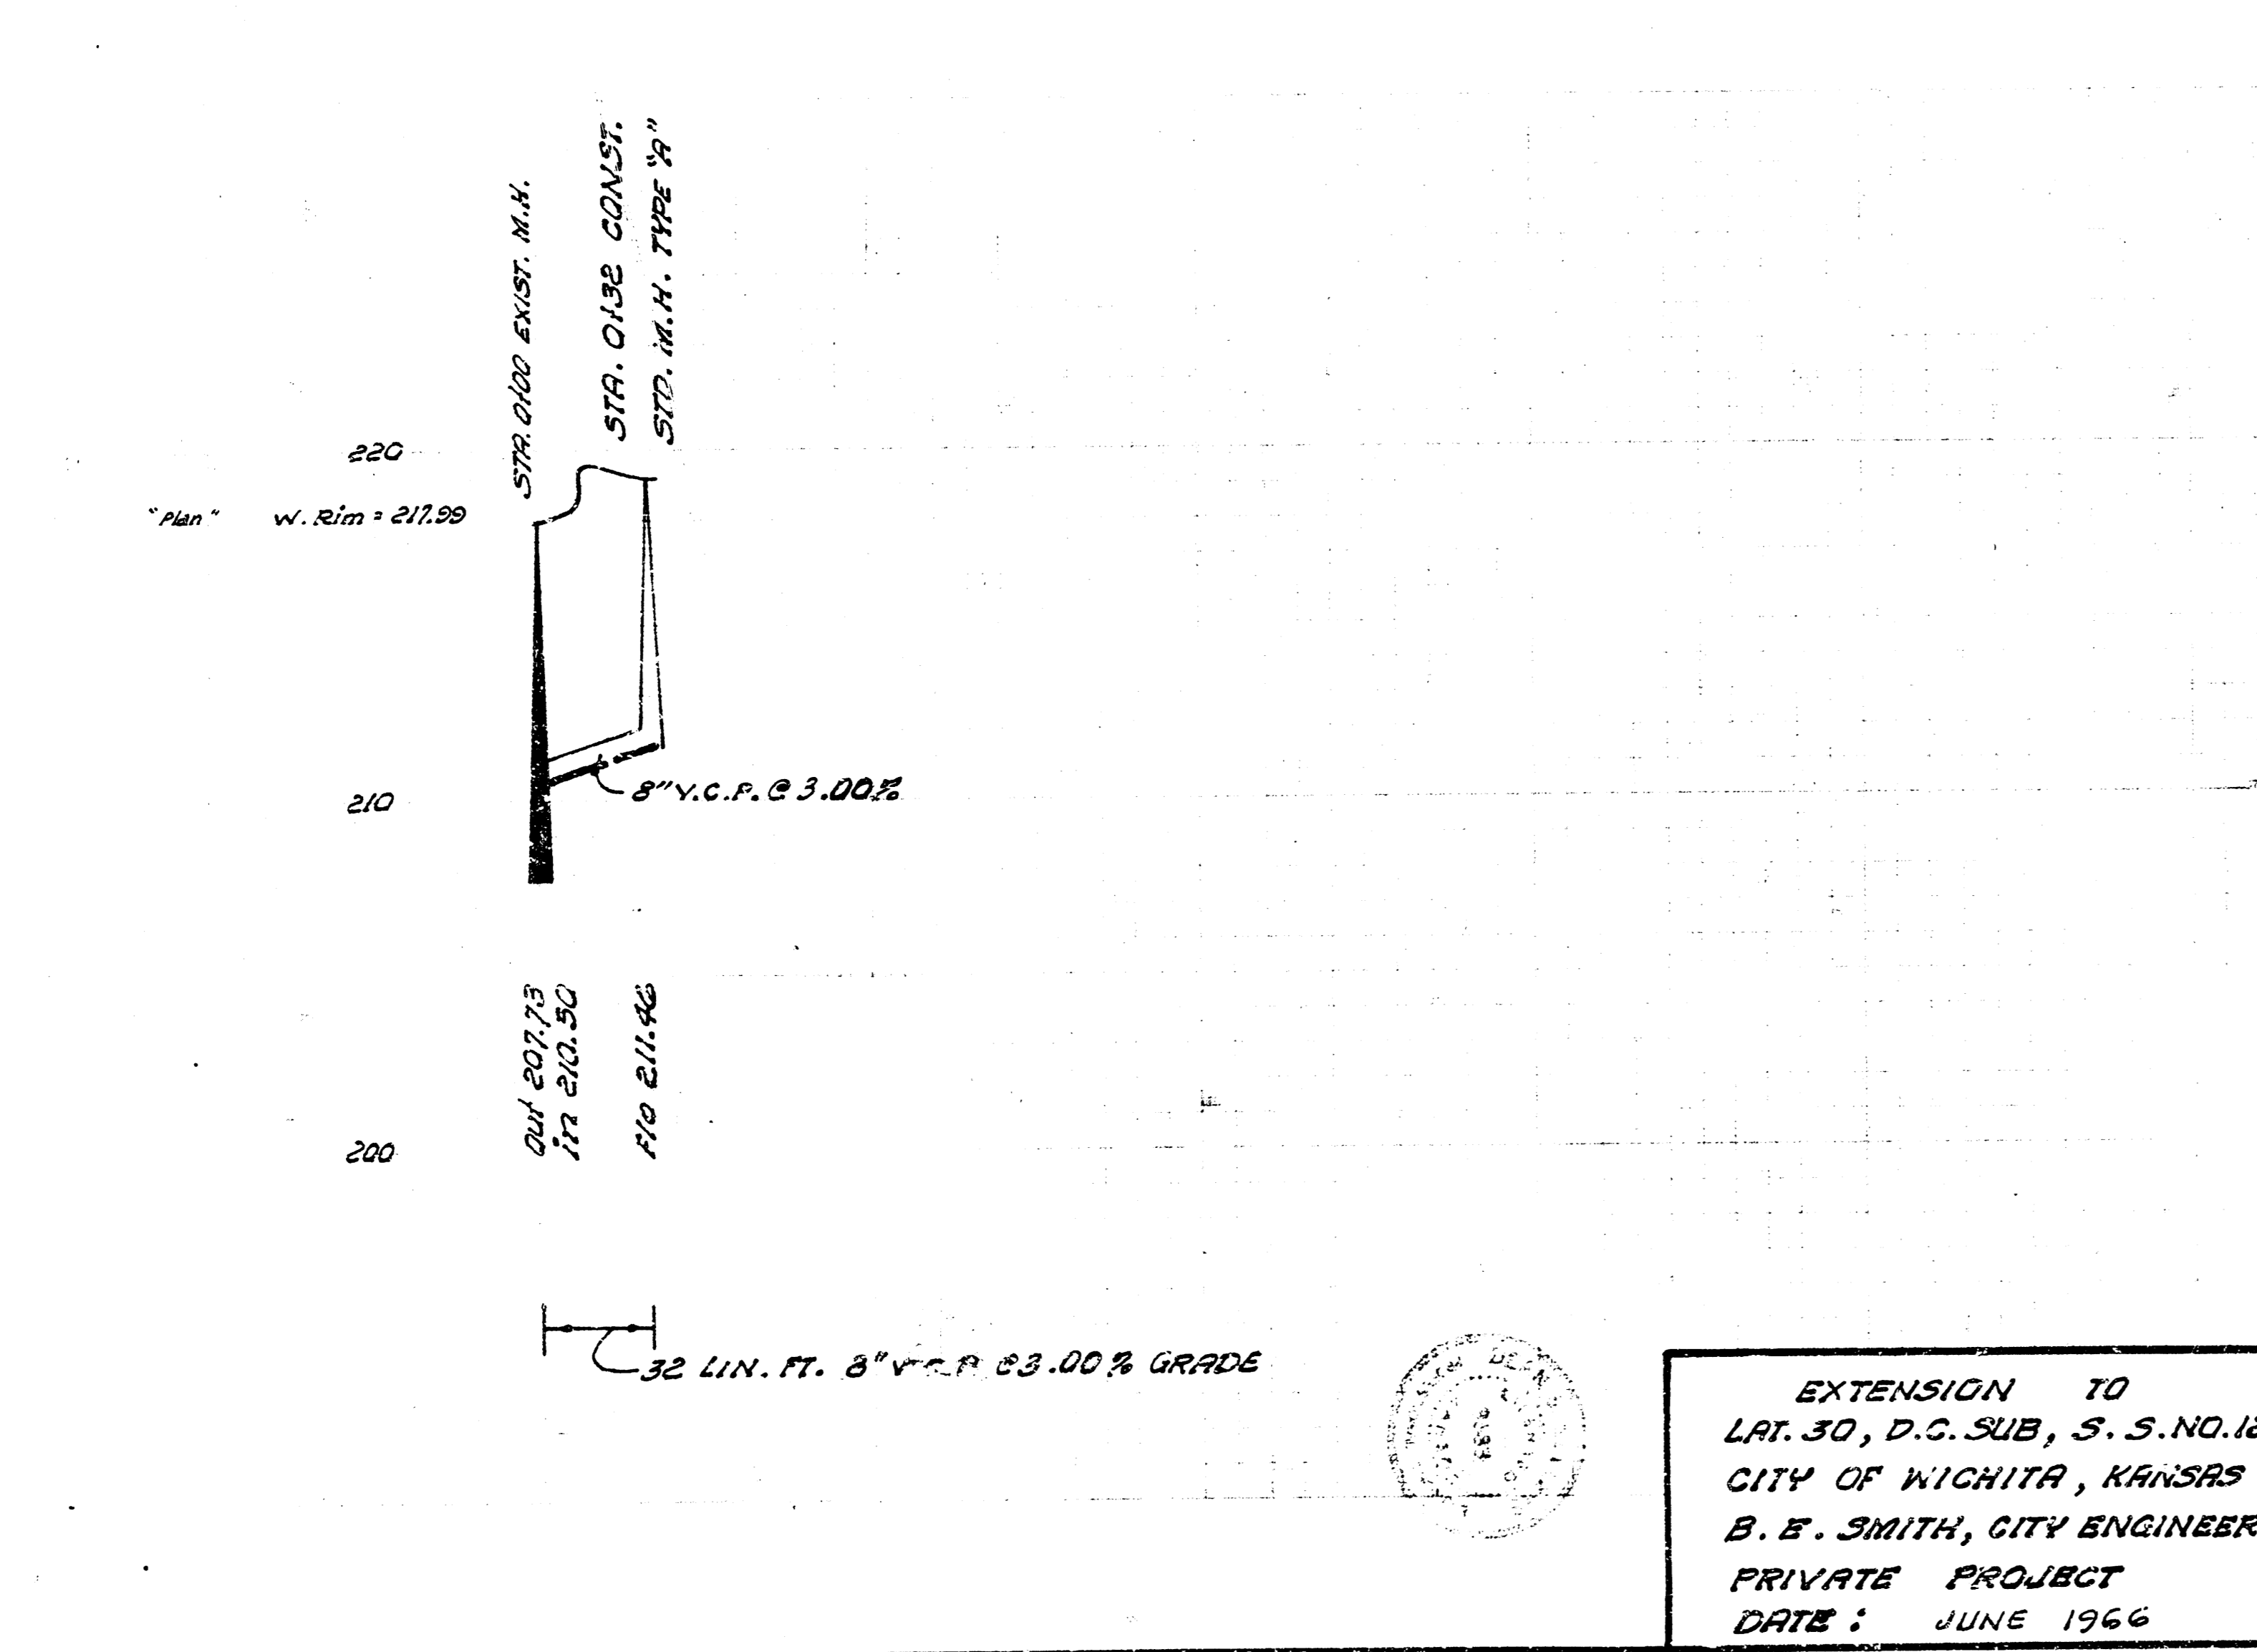 STA. 0+00 EXIST. M.H.
STA. 0+32 CONST.
STD. M.H. TYPE "A"
220
"Plan" W. Rim = 217.99
8" V.C.P. @ 3.00%
210
Out 207.73
in 210.50
Flo 211.46
200
32 LIN. FT. 8" V.C.P. @ 3.00% GRADE
EXTENSION TO
LAT. 30, D.C. SUB, S. S. NO.
CITY OF WICHITA, KANSAS
B. E. SMITH, CITY ENGINEER
PRIVATE PROJECT
DATE: JUNE 1966